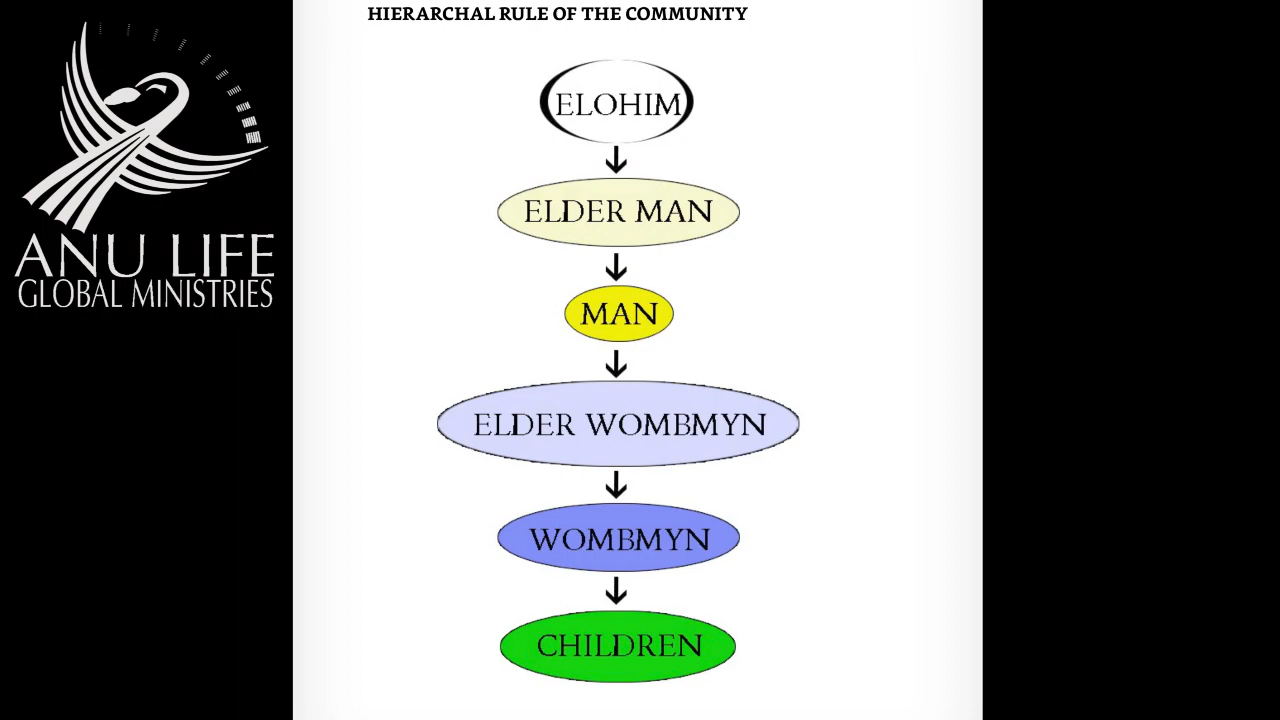 HIERARCHAL RULE OF THE COMMUNITY
ELOHIM
ELDER MAN
MAN
ELDER WOMBMYN
WOMBMYN
CHILDREN
ANU LIFE
GLOBAL MINISTRIES